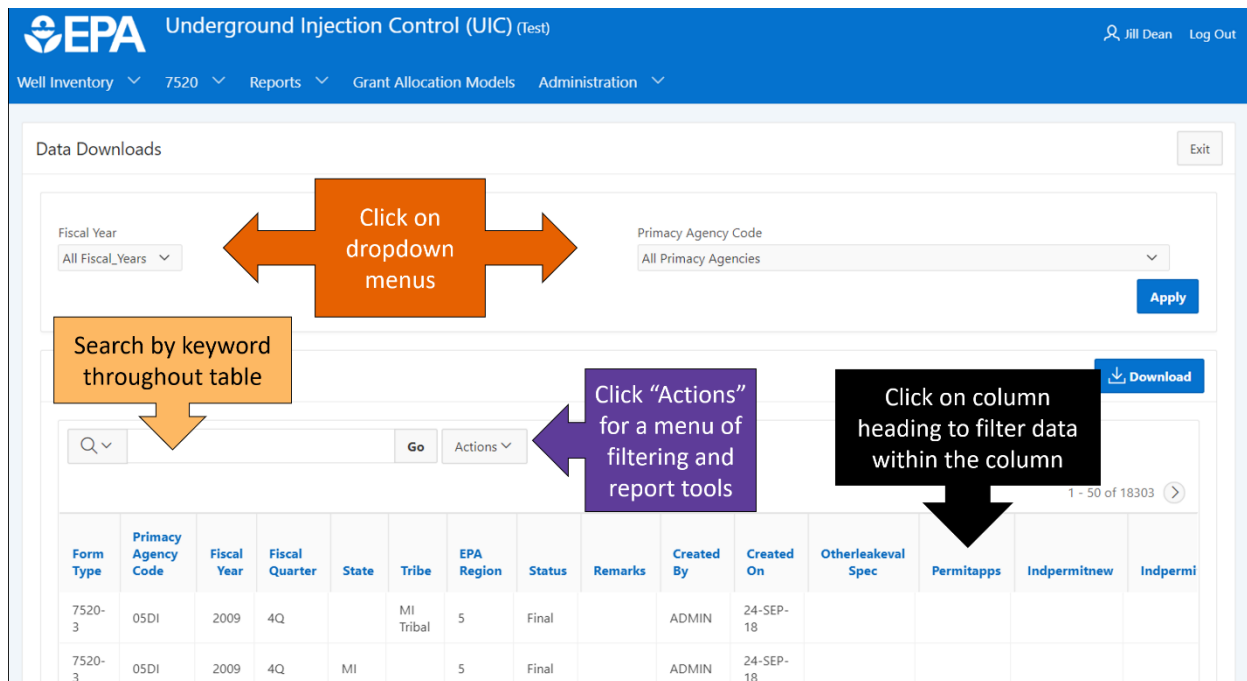 EPA Underground Injection Control (UIC) (Test)
Jill Dean Log Out
Well Inventory 7520 Reports Grant Allocation Models Administration
Data Downloads
Exit
Click on
dropdown
menus
Fiscal Year
All Fiscal_Years
Primacy Agency Code
All Primacy Agencies
Apply
Search by keyword
throughout table
Download
Click "Actions"
for a menu of
filtering and
report tools
Click on column
heading to filter data
within the column
Go
Actions
1 - 50 of 18303
Form Type Primacy Agency Code Fiscal Year Fiscal Quarter State Tribe EPA Region Status Remarks Created By Created On Otherleakeval Spec Permitapps Indpermitnew Indpermi
7520-3 05DI 2009 4Q MI Tribal 5 Final ADMIN 24-SEP-18
7520-3 05DI 2009 4Q MI 5 Final ADMIN 24-SEP-18